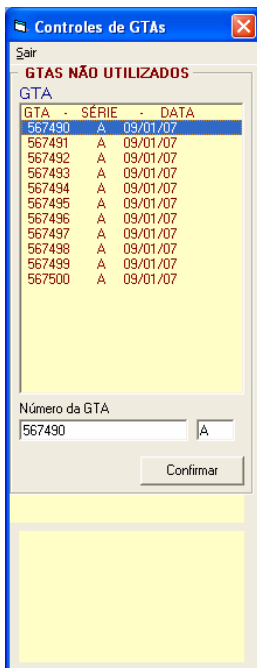 Controles de GTAs
Sair
GTAS NÃO UTILIZADOS
GTA
GTA - SÉRIE - DATA
567490 A 09/01/07
567491 A 09/01/07
567492 A 09/01/07
567493 A 09/01/07
567494 A 09/01/07
567495 A 09/01/07
567496 A 09/01/07
567497 A 09/01/07
567498 A 09/01/07
567499 A 09/01/07
567500 A 09/01/07
Número da GTA
567490 A
Confirmar